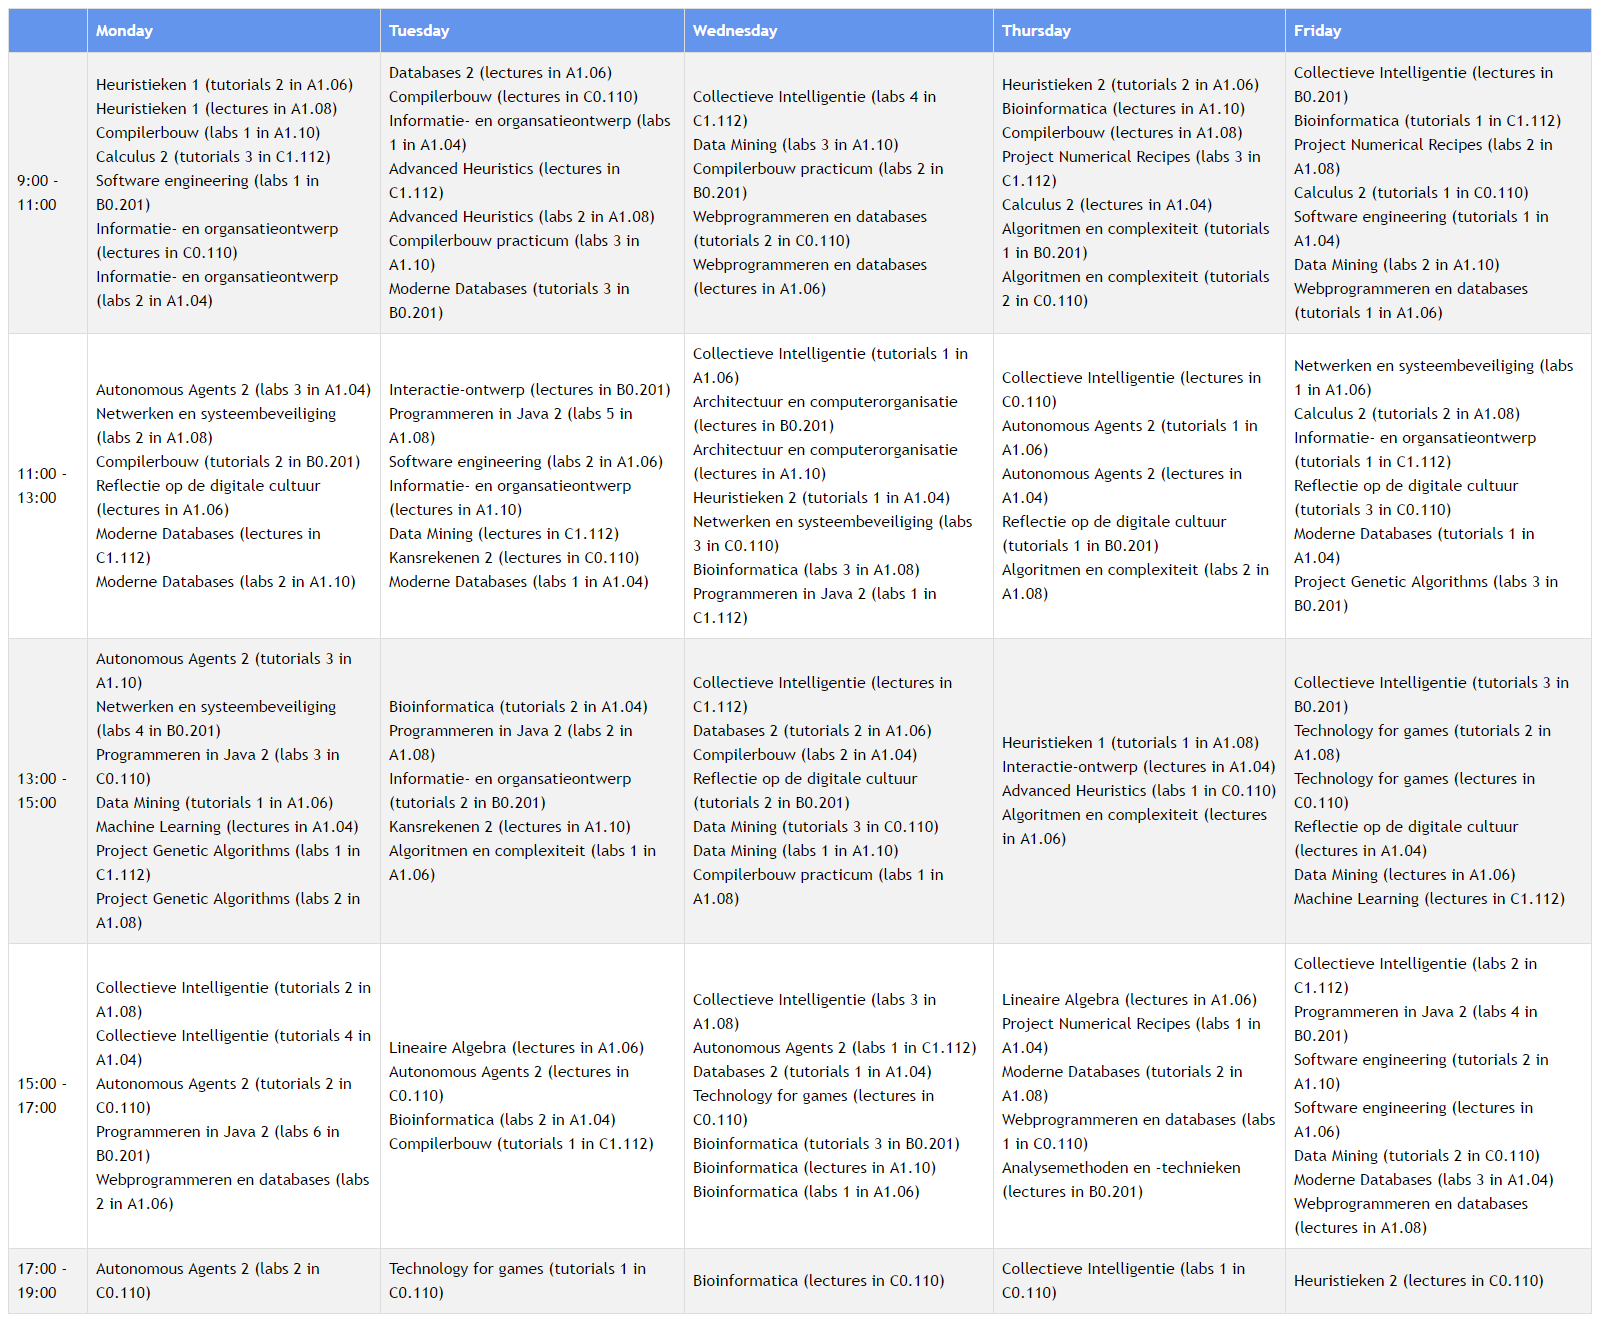 Monday
Tuesday
Wednesday
Thursday
Friday
9:00 -
11:00
Heuristieken 1 (tutorials 2 in A1.06)
Heuristieken 1 (lectures in A1.08)
Compilerbouw (labs 1 in A1.10)
Calculus 2 (tutorials 3 in C1.112)
Software engineering (labs 1 in
B0.201)
Informatie- en organsatieontwerp
(lectures in C0.110)
Informatie- en organsatieontwerp
(labs 2 in A1.04)
Databases 2 (lectures in A1.06)
Compilerbouw (lectures in C0.110)
Informatie- en organsatieontwerp (labs
1 in A1.04)
Advanced Heuristics (lectures in
C1.112)
Advanced Heuristics (labs 2 in A1.08)
Compilerbouw practicum (labs 3 in
A1.10)
Moderne Databases (tutorials 3 in
B0.201)
Collectieve Intelligentie (labs 4 in
C1.112)
Data Mining (labs 3 in A1.10)
Compilerbouw practicum (labs 2 in
B0.201)
Webprogrammeren en databases
(tutorials 2 in C0.110)
Webprogrammeren en databases
(lectures in A1.06)
Heuristieken 2 (tutorials 2 in A1.06)
Bioinformatica (lectures in A1.10)
Compilerbouw (lectures in A1.08)
Project Numerical Recipes (labs 3 in
C1.112)
Calculus 2 (lectures in A1.04)
Algoritmen en complexiteit (tutorials
1 in B0.201)
Algoritmen en complexiteit (tutorials
2 in C0.110)
Collectieve Intelligentie (lectures in
B0.201)
Bioinformatica (tutorials 1 in C1.112)
Project Numerical Recipes (labs 2 in
A1.08)
Calculus 2 (tutorials 1 in C0.110)
Software engineering (tutorials 1 in
A1.04)
Data Mining (labs 2 in A1.10)
Webprogrammeren en databases
(tutorials 1 in A1.06)
11:00 -
13:00
Autonomous Agents 2 (labs 3 in A1.04)
Netwerken en systeembeveiliging
(labs 2 in A1.08)
Compilerbouw (tutorials 2 in B0.201)
Reflectie op de digitale cultuur
(lectures in A1.06)
Moderne Databases (lectures in
C1.112)
Moderne Databases (labs 2 in A1.10)
Interactie-ontwerp (lectures in B0.201)
Programmeren in Java 2 (labs 5 in
A1.08)
Software engineering (labs 2 in A1.06)
Informatie- en organsatieontwerp
(lectures in A1.10)
Data Mining (lectures in C1.112)
Kansrekenen 2 (lectures in C0.110)
Moderne Databases (labs 1 in A1.04)
Collectieve Intelligentie (tutorials 1 in
A1.06)
Architectuur en computerorganisatie
(lectures in B0.201)
Architectuur en computerorganisatie
(lectures in A1.10)
Heuristieken 2 (tutorials 1 in A1.04)
Netwerken en systeembeveiliging (labs
3 in C0.110)
Bioinformatica (labs 3 in A1.08)
Programmeren in Java 2 (labs 1 in
C1.112)
Collectieve Intelligentie (lectures in
C0.110)
Autonomous Agents 2 (tutorials 1 in
A1.06)
Autonomous Agents 2 (lectures in
A1.04)
Reflectie op de digitale cultuur
(tutorials 1 in B0.201)
Algoritmen en complexiteit (labs 2 in
A1.08)
Netwerken en systeembeveiliging (labs
1 in A1.06)
Calculus 2 (tutorials 2 in A1.08)
Informatie- en organsatieontwerp
(tutorials 1 in C1.112)
Reflectie op de digitale cultuur
(tutorials 3 in C0.110)
Moderne Databases (tutorials 1 in
A1.04)
Project Genetic Algorithms (labs 3 in
B0.201)
13:00 -
15:00
Autonomous Agents 2 (tutorials 3 in
A1.10)
Netwerken en systeembeveiliging
(labs 4 in B0.201)
Programmeren in Java 2 (labs 3 in
C0.110)
Data Mining (tutorials 1 in A1.06)
Machine Learning (lectures in A1.04)
Project Genetic Algorithms (labs 1 in
C1.112)
Project Genetic Algorithms (labs 2 in
A1.08)
Bioinformatica (tutorials 2 in A1.04)
Programmeren in Java 2 (labs 2 in
A1.08)
Informatie- en organsatieontwerp
(tutorials 2 in B0.201)
Kansrekenen 2 (lectures in A1.10)
Algoritmen en complexiteit (labs 1 in
A1.06)
Collectieve Intelligentie (lectures in
C1.112)
Databases 2 (tutorials 2 in A1.06)
Compilerbouw (labs 2 in A1.04)
Reflectie op de digitale cultuur
(tutorials 2 in B0.201)
Data Mining (tutorials 3 in C0.110)
Data Mining (labs 1 in A1.10)
Compilerbouw practicum (labs 1 in
A1.08)
Heuristieken 1 (tutorials 1 in A1.08)
Interactie-ontwerp (lectures in A1.04)
Advanced Heuristics (labs 1 in C0.110)
Algoritmen en complexiteit (lectures
in A1.06)
Collectieve Intelligentie (tutorials 3 in
B0.201)
Technology for games (tutorials 2 in
A1.08)
Technology for games (lectures in
C0.110)
Reflectie op de digitale cultuur
(lectures in A1.04)
Data Mining (lectures in A1.06)
Machine Learning (lectures in C1.112)
15:00 -
17:00
Collectieve Intelligentie (tutorials 2 in
A1.08)
Collectieve Intelligentie (tutorials 4 in
A1.04)
Autonomous Agents 2 (tutorials 2 in
C0.110)
Programmeren in Java 2 (labs 6 in
B0.201)
Webprogrammeren en databases (labs
2 in A1.06)
Lineaire Algebra (lectures in A1.06)
Autonomous Agents 2 (lectures in
C0.110)
Bioinformatica (labs 2 in A1.04)
Compilerbouw (tutorials 1 in C1.112)
Collectieve Intelligentie (labs 3 in
A1.08)
Autonomous Agents 2 (labs 1 in C1.112)
Databases 2 (tutorials 1 in A1.04)
Technology for games (lectures in
C0.110)
Bioinformatica (tutorials 3 in B0.201)
Bioinformatica (lectures in A1.10)
Bioinformatica (labs 1 in A1.06)
Lineaire Algebra (lectures in A1.06)
Project Numerical Recipes (labs 1 in
A1.04)
Moderne Databases (tutorials 2 in
A1.08)
Webprogrammeren en databases (labs
1 in C0.110)
Analysemethoden en -technieken
(lectures in B0.201)
Collectieve Intelligentie (labs 2 in
C1.112)
Programmeren in Java 2 (labs 4 in
B0.201)
Software engineering (tutorials 2 in
A1.10)
Software engineering (lectures in
A1.06)
Data Mining (tutorials 2 in C0.110)
Moderne Databases (labs 3 in A1.04)
Webprogrammeren en databases
(lectures in A1.08)
17:00 -
19:00
Autonomous Agents 2 (labs 2 in
C0.110)
Technology for games (tutorials 1 in
C0.110)
Bioinformatica (lectures in C0.110)
Collectieve Intelligentie (labs 1 in
C0.110)
Heuristieken 2 (lectures in C0.110)